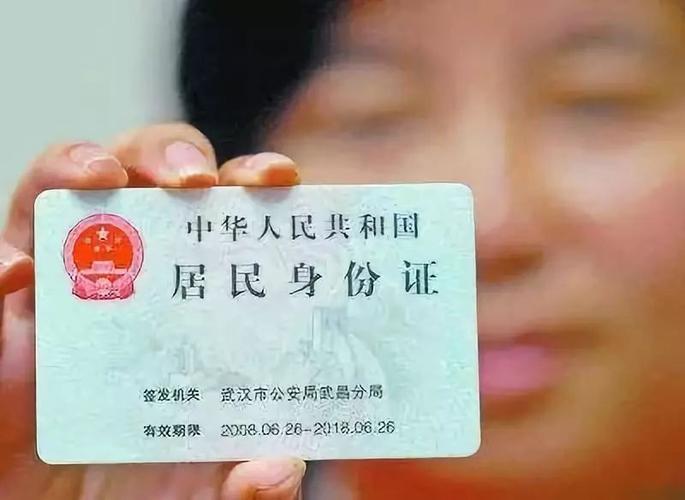 中华人民共和国
居民身份证
签发机关 武汉市公安局武昌分局
有效期限 2008.06.26-2018.06.26